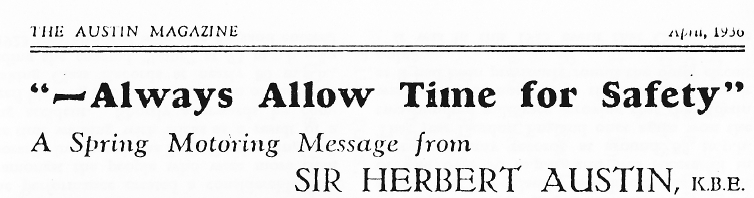 THE AUSTIN MAGAZINE April, 1936
“—Always Allow Time for Safety”
A Spring Motoring Message from
SIR HERBERT AUSTIN, K.B.E.